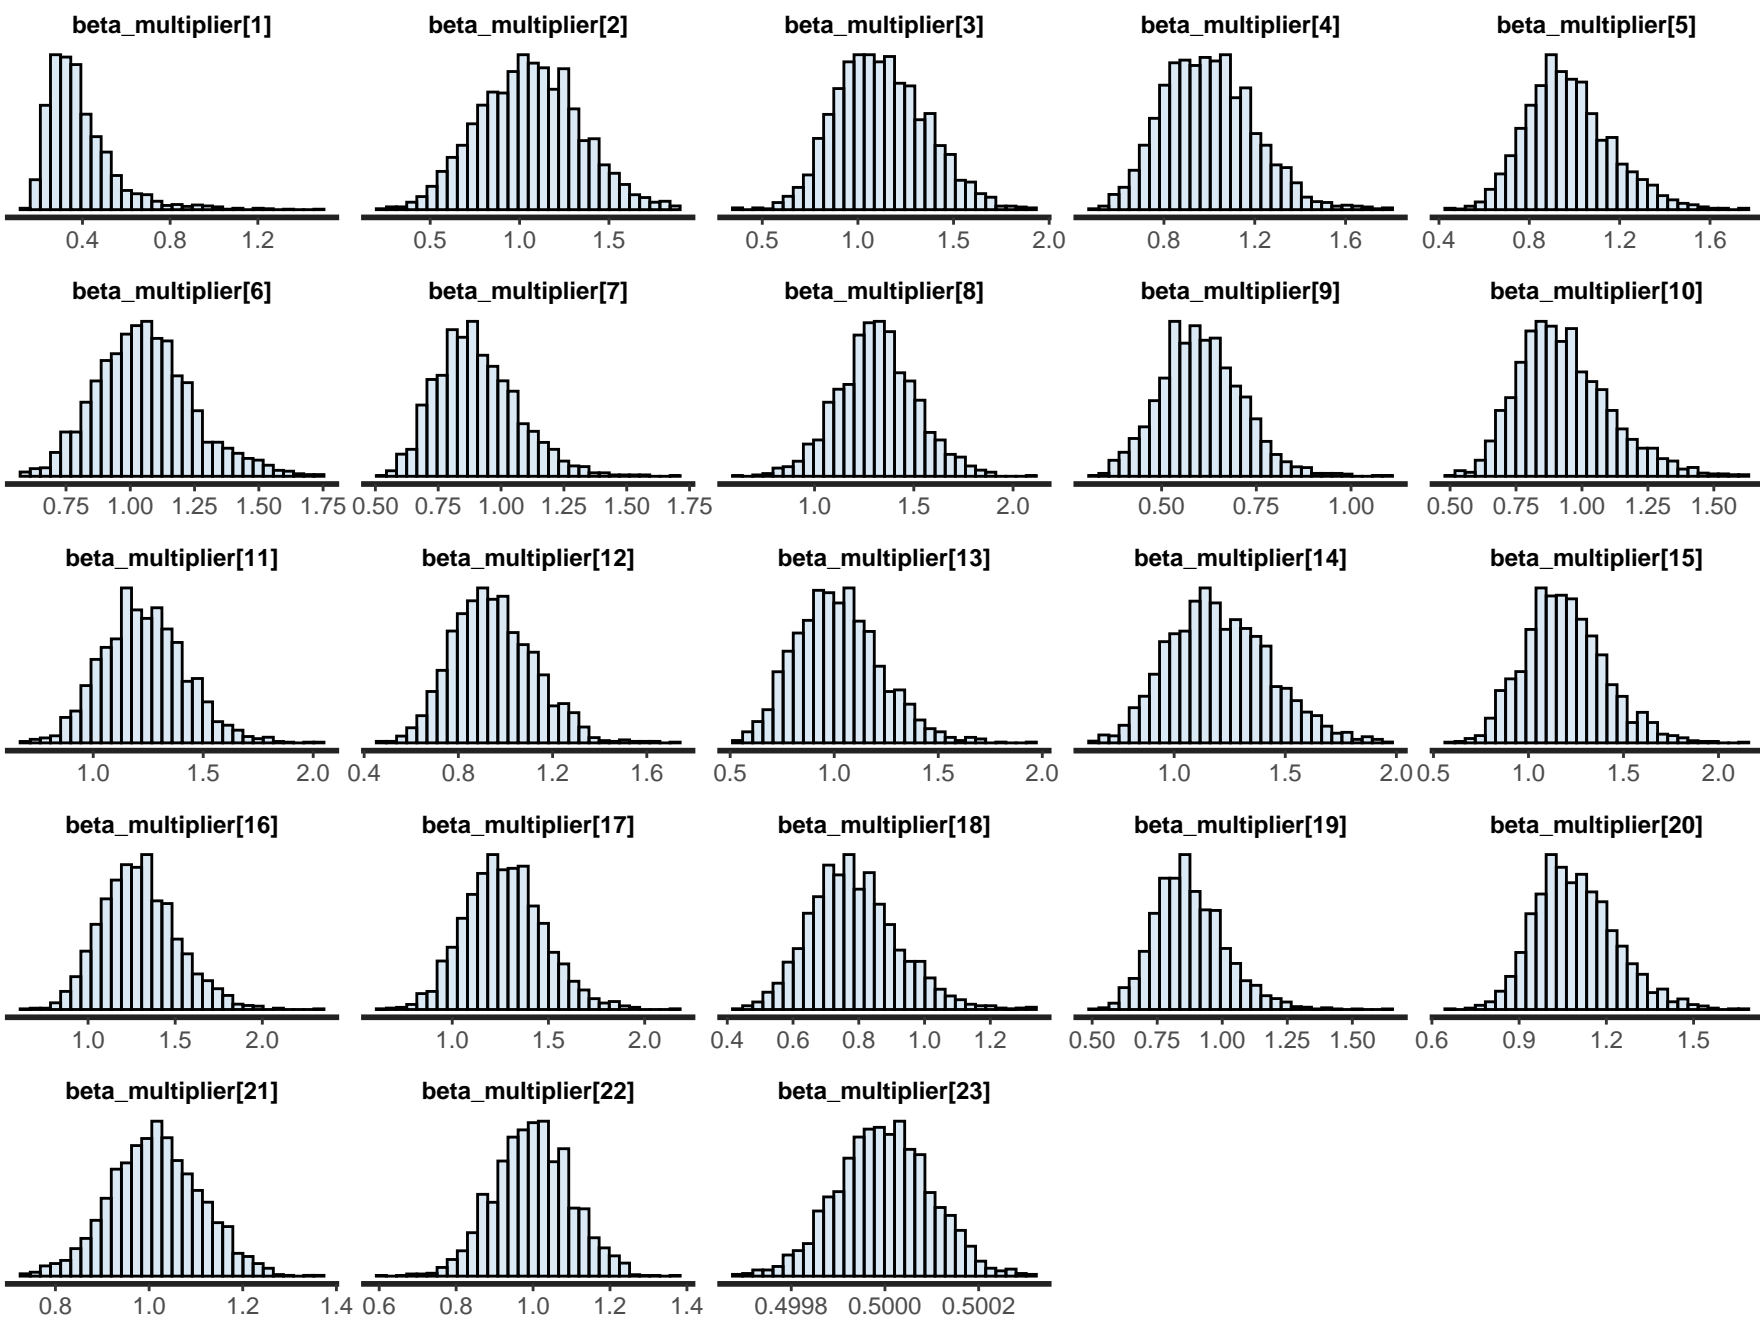 beta_multiplier[1] beta_multiplier[2] beta_multiplier[3] beta_multiplier[4] beta_multiplier[5]
0.4 0.8 1.2 0.5 1.0 1.5 0.5 1.0 1.5 2.0 0.8 1.2 1.6 0.4 0.8 1.2 1.6
beta_multiplier[6] beta_multiplier[7] beta_multiplier[8] beta_multiplier[9] beta_multiplier[10]
0.75 1.00 1.25 1.50 1.75 0.50 0.75 1.00 1.25 1.50 1.75 1.0 1.5 2.0 0.50 0.75 1.00 0.50 0.75 1.00 1.25 1.50
beta_multiplier[11] beta_multiplier[12] beta_multiplier[13] beta_multiplier[14] beta_multiplier[15]
1.0 1.5 2.0 0.4 0.8 1.2 1.6 0.5 1.0 1.5 2.0 1.0 1.5 2.0 0.5 1.0 1.5 2.0
beta_multiplier[16] beta_multiplier[17] beta_multiplier[18] beta_multiplier[19] beta_multiplier[20]
1.0 1.5 2.0 1.0 1.5 2.0 0.4 0.6 0.8 1.0 1.2 0.50 0.75 1.00 1.25 1.50 0.6 0.9 1.2 1.5
beta_multiplier[21] beta_multiplier[22] beta_multiplier[23]
0.8 1.0 1.2 1.4 0.6 0.8 1.0 1.2 1.4 0.4998 0.5000 0.5002